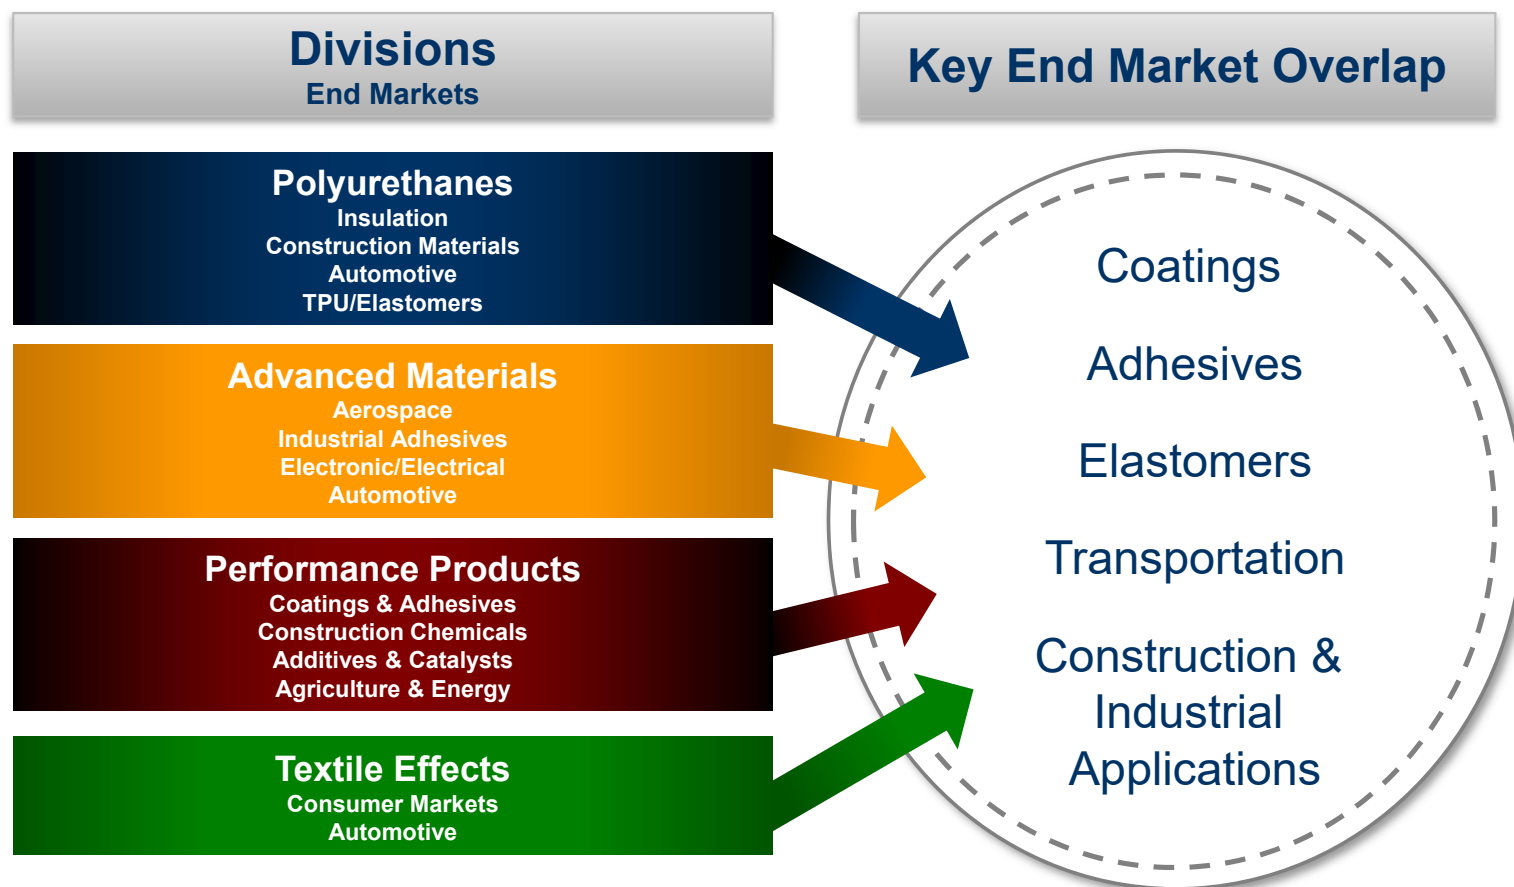 Divisions
End Markets
Key End Market Overlap
Polyurethanes
Insulation
Construction Materials
Automotive
TPU/Elastomers
Advanced Materials
Aerospace
Industrial Adhesives
Electronic/Electrical
Automotive
Performance Products
Coatings & Adhesives
Construction Chemicals
Additives & Catalysts
Agriculture & Energy
Textile Effects
Consumer Markets
Automotive
Coatings
Adhesives
Elastomers
Transportation
Construction &
Industrial
Applications